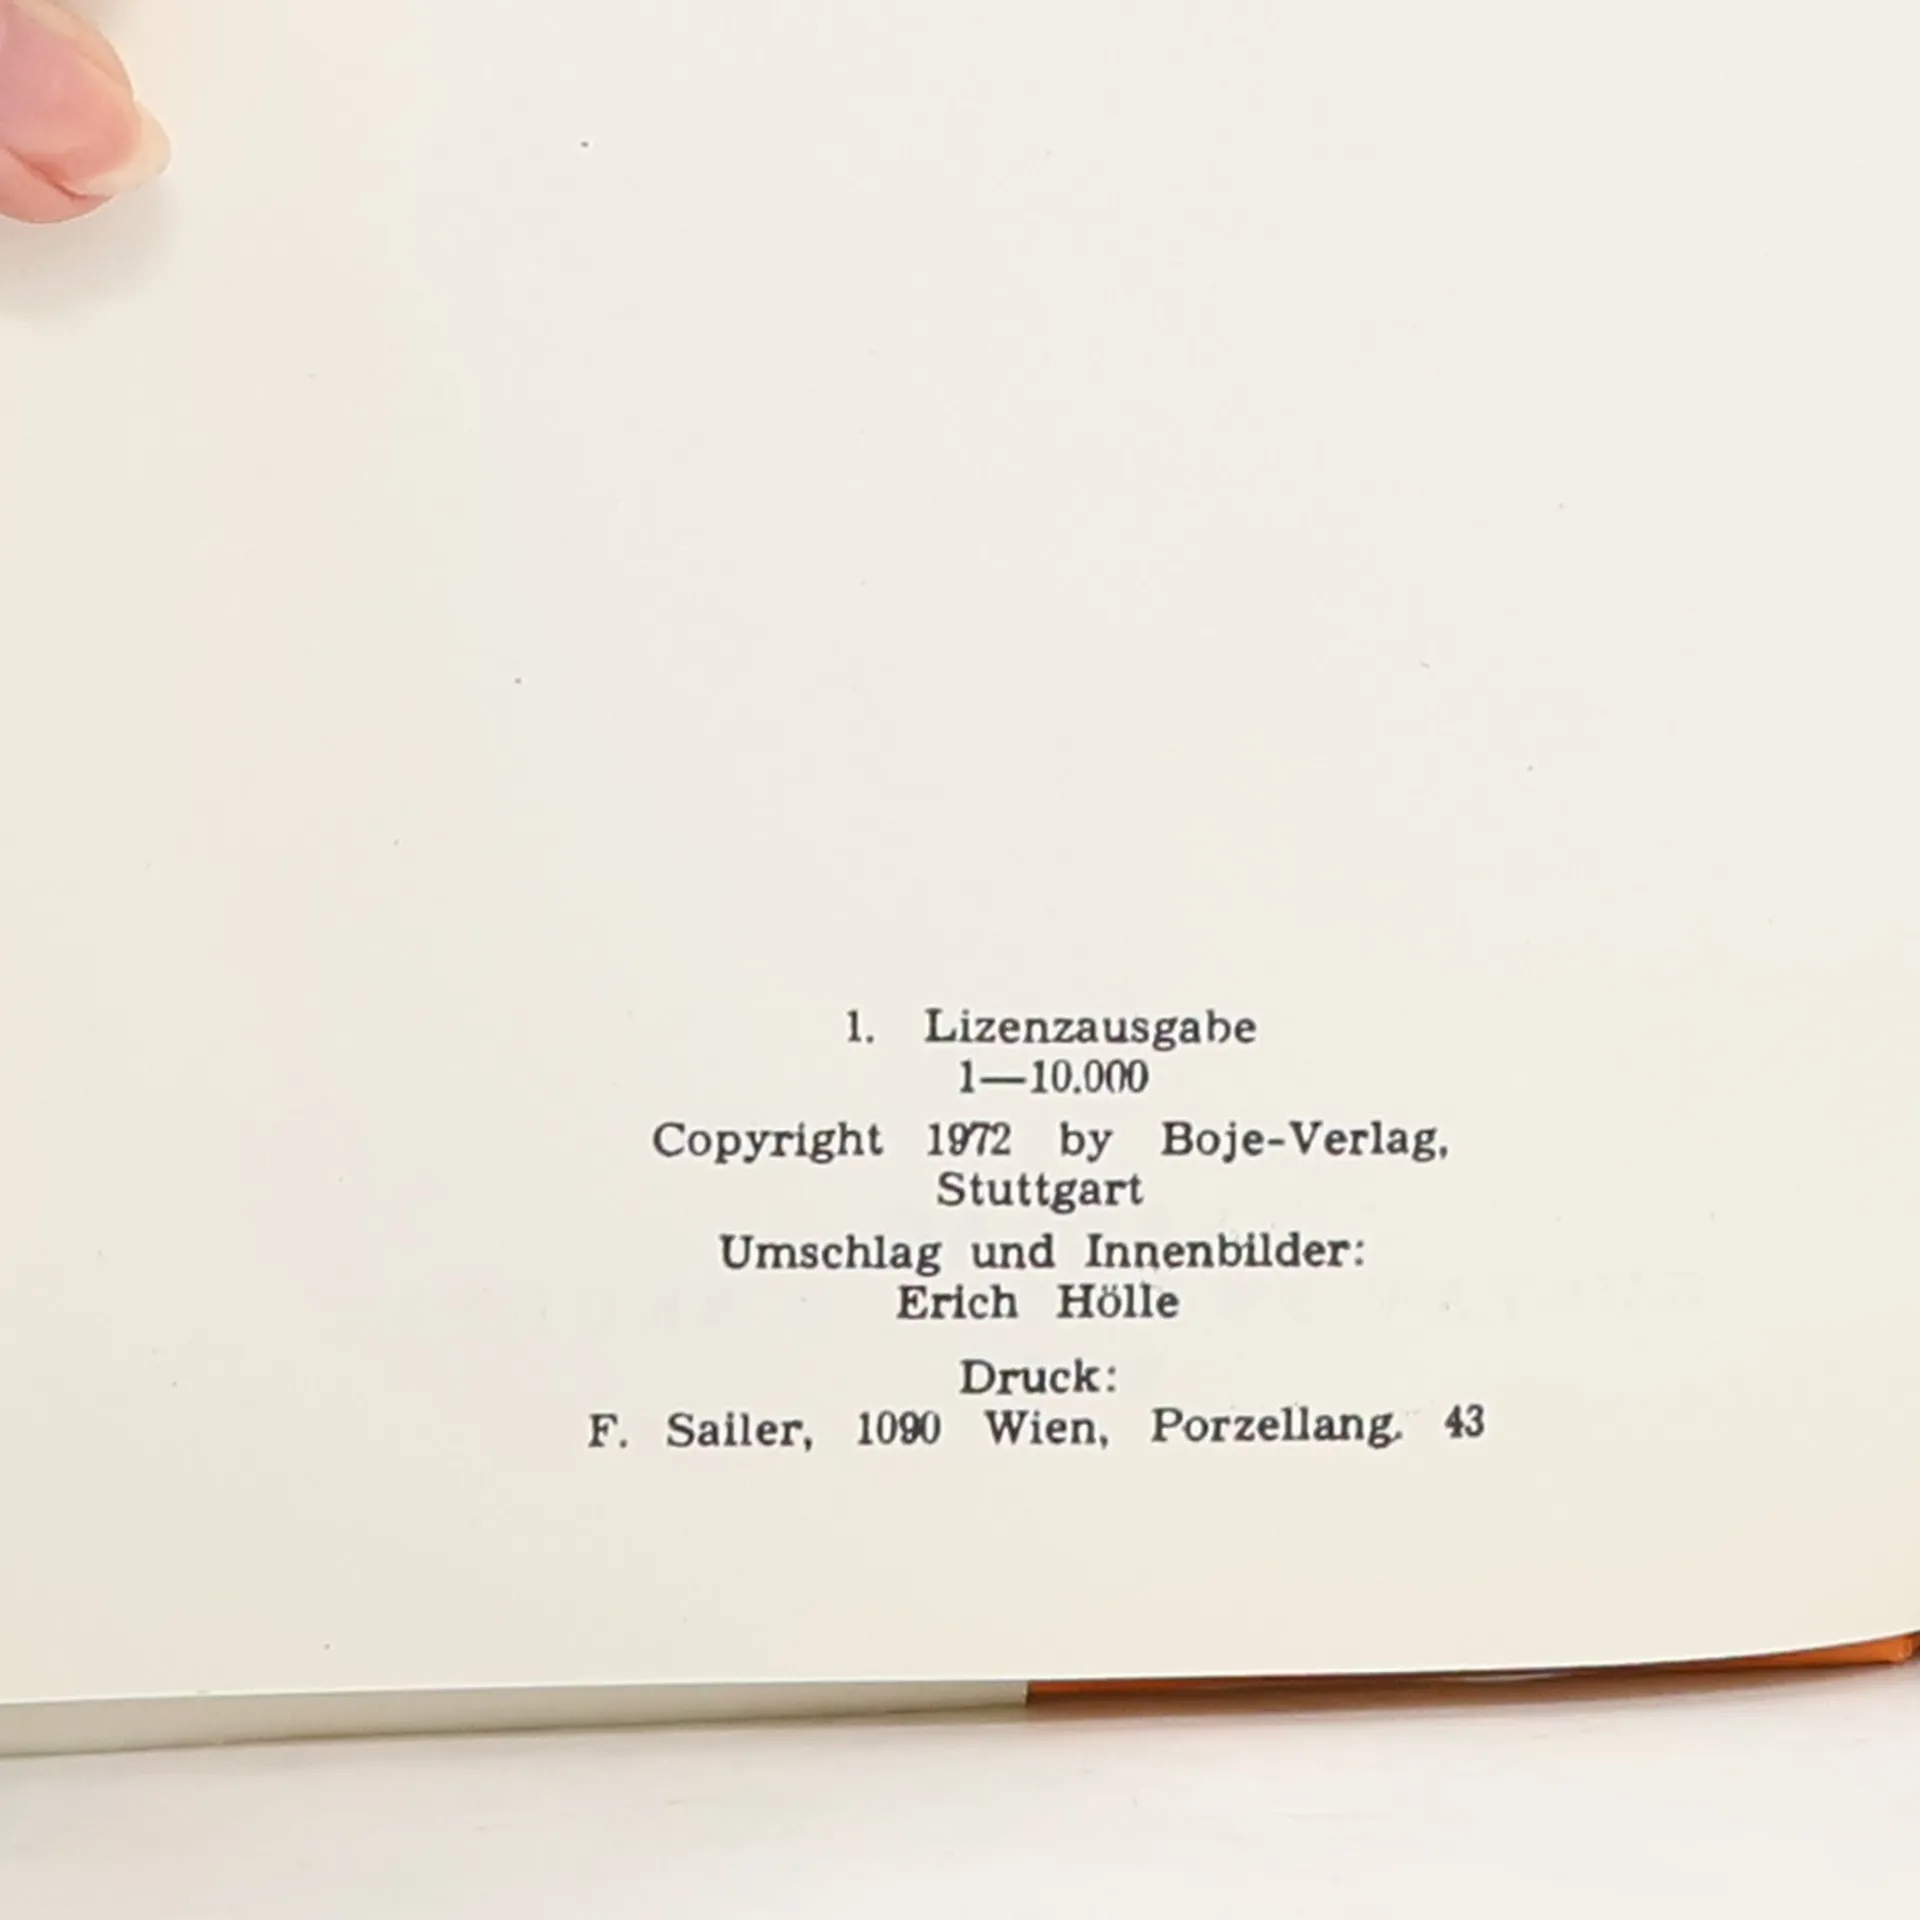 1. Lizenzausgabe
1—10.000
Copyright 1972 by Boje-Verlag,
Stuttgart
Umschlag und Innenbilder:
Erich Hölle
Druck:
F. Sailer, 1090 Wien, Porzellang. 43